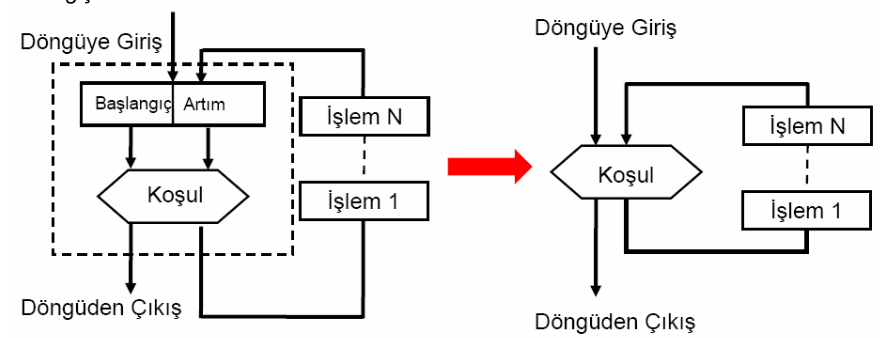 Döngüye Giriş
Başlangıç
Artım
İşlem N
Koşul
İşlem 1
Döngüden Çıkış
Döngüye Giriş
İşlem N
Koşul
İşlem 1
Döngüden Çıkış